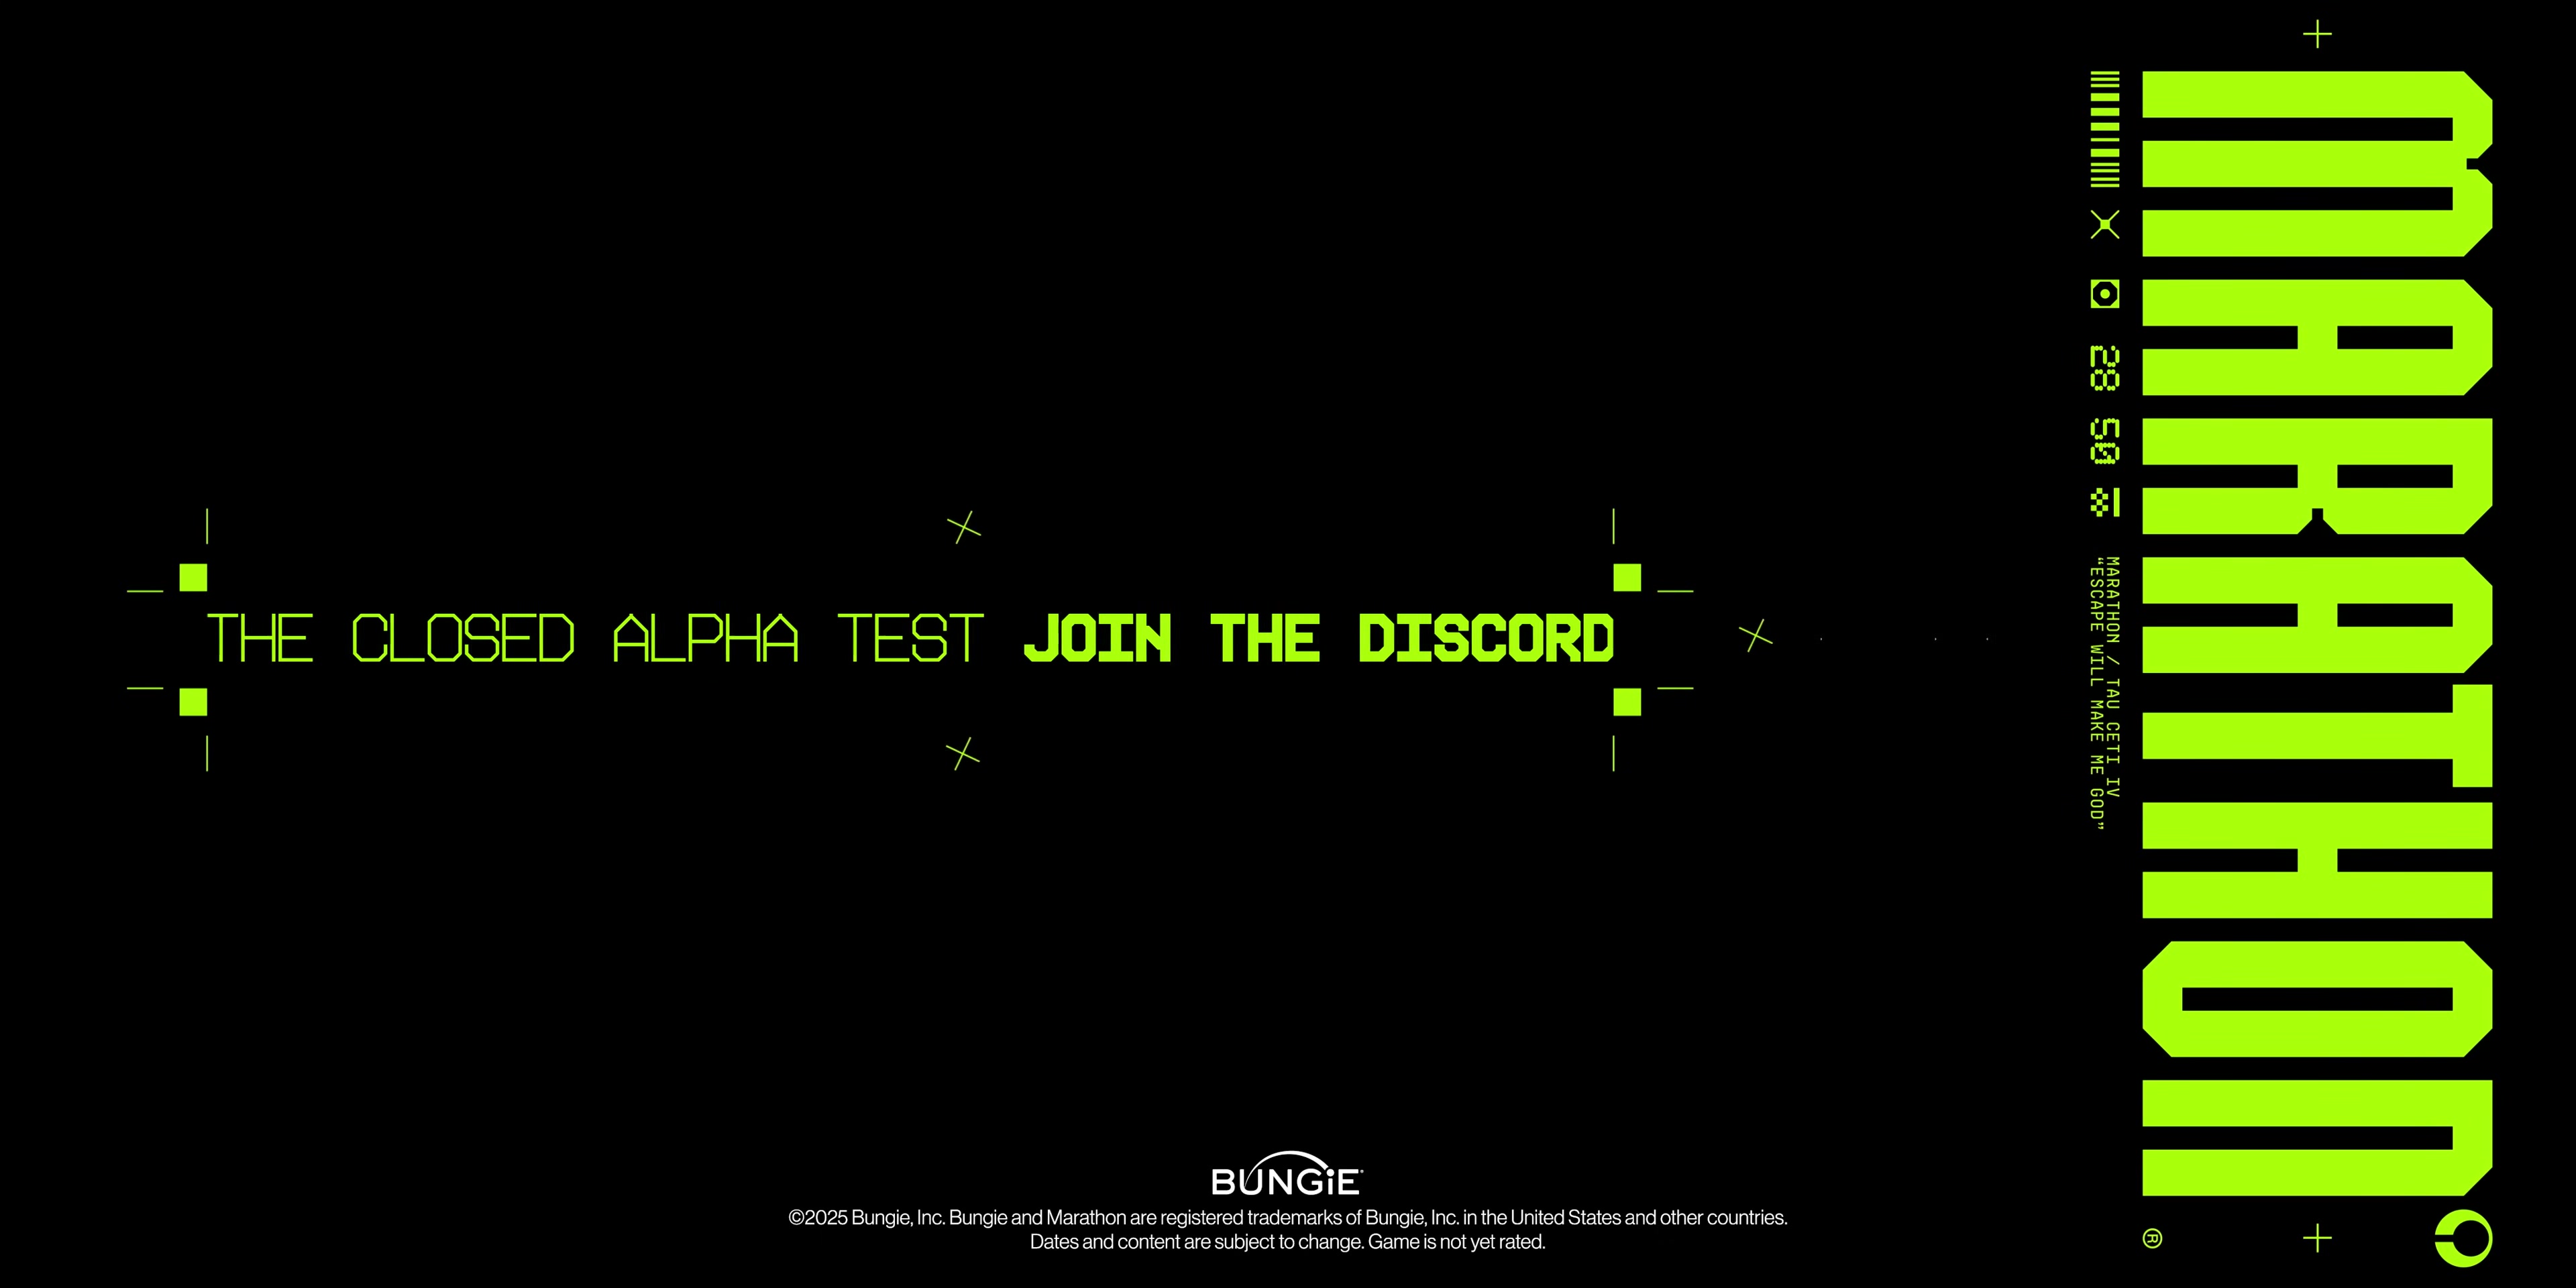 THE CLOSED ALPHA TEST JOIN THE DISCORD
MARATHON
28 50
MARATHON / TAU CETI IV
“ESCAPE WILL MAKE ME GOD”
®
BUNGiE
©2025 Bungie, Inc. Bungie and Marathon are registered trademarks of Bungie, Inc. in the United States and other countries.
Dates and content are subject to change. Game is not yet rated.